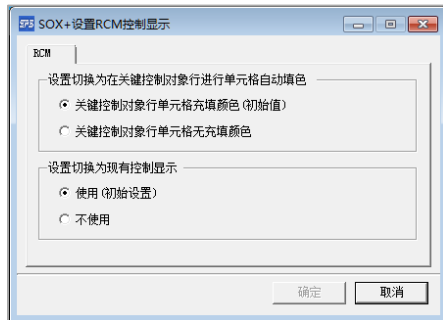 SPS SOX+设置RCM控制显示
RCM
设置切换为在关键控制对象行进行单元格自动填色
关键控制对象行单元格充填颜色(初始值)
关键控制对象行单元格无充填颜色
设置切换为现有控制显示
使用(初始设置)
不使用
确定 取消